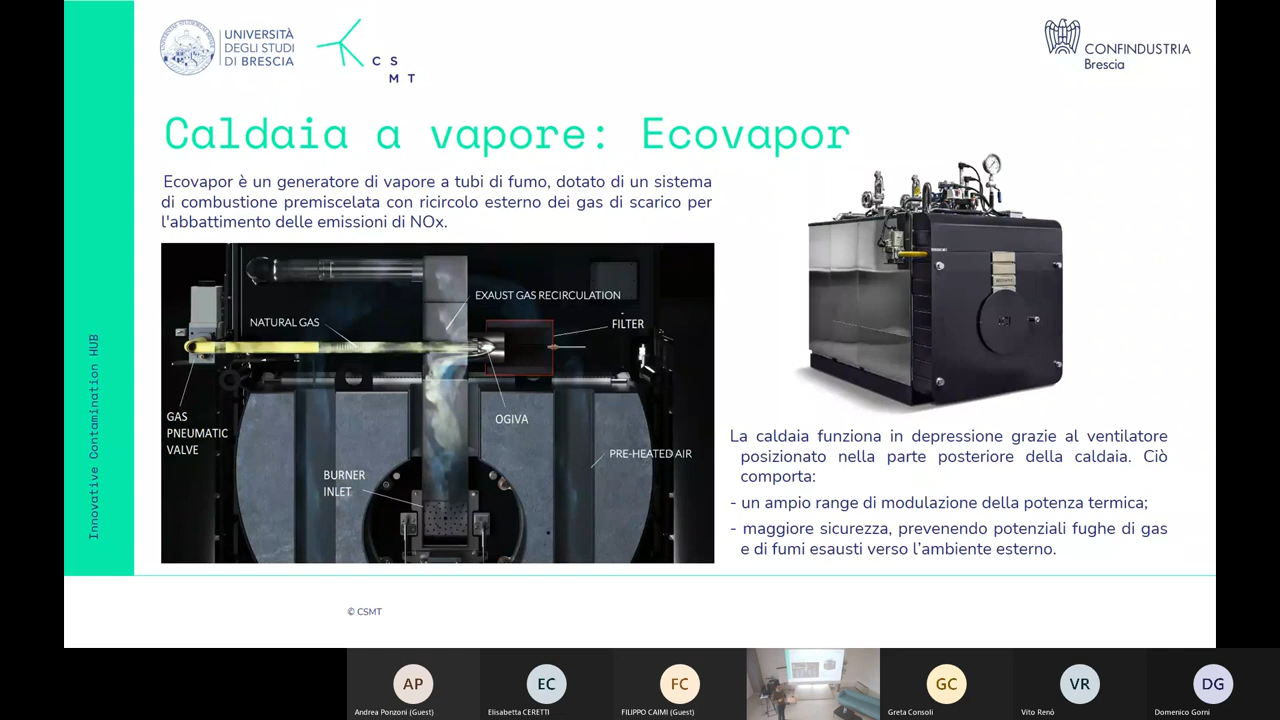 UNIVERSITÀ
DEGLI STUDI
DI BRESCIA
C S
M T
CONFINDUSTRIA
Brescia
Caldaia a vapore: Ecovapor
Ecovapor è un generatore di vapore a tubi di fumo, dotato di un sistema
di combustione premiscelata con ricircolo esterno dei gas di scarico per
l'abbattimento delle emissioni di NOx.
EXAUST GAS RECIRCULATION
NATURAL GAS
FILTER
GAS
PNEUMATIC
VALVE
OGIVA
PRE-HEATED AIR
BURNER
INLET
La caldaia funziona in depressione grazie al ventilatore
posizionato nella parte posteriore della caldaia. Ciò
comporta:
- un ampio range di modulazione della potenza termica;
- maggiore sicurezza, prevenendo potenziali fughe di gas
e di fumi esausti verso l'ambiente esterno.
Innovative Contamination HUB
© CSMT
AP
EC
FC
GC
VR
DG
Andrea Ponzoni (Guest)
Elisabetta CERETTI
FILIPPO CAIMI (Guest)
Greta Consoli
Vito Renò
Domenico Gorni